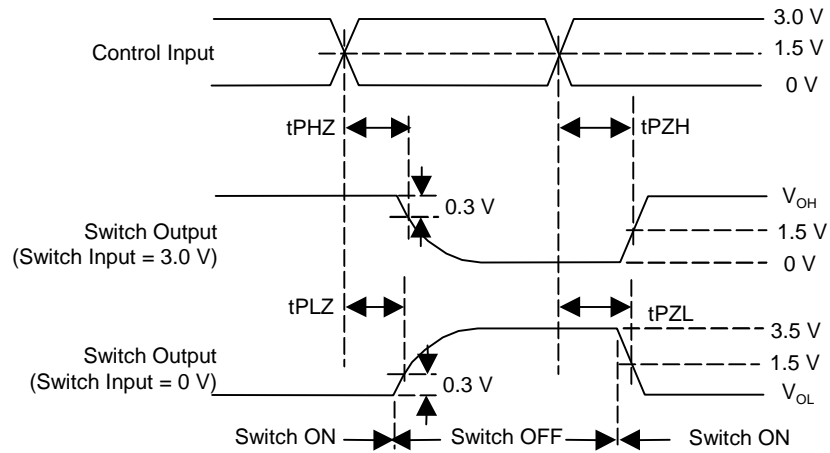 3.0 V
Control Input
1.5 V
0 V
tPHZ
tPZH
0.3 V
VOH
Switch Output
(Switch Input = 3.0 V)
1.5 V
0 V
tPLZ
tPZL
3.5 V
Switch Output
(Switch Input = 0 V)
1.5 V
0.3 V
VOL
Switch ON
Switch OFF
Switch ON